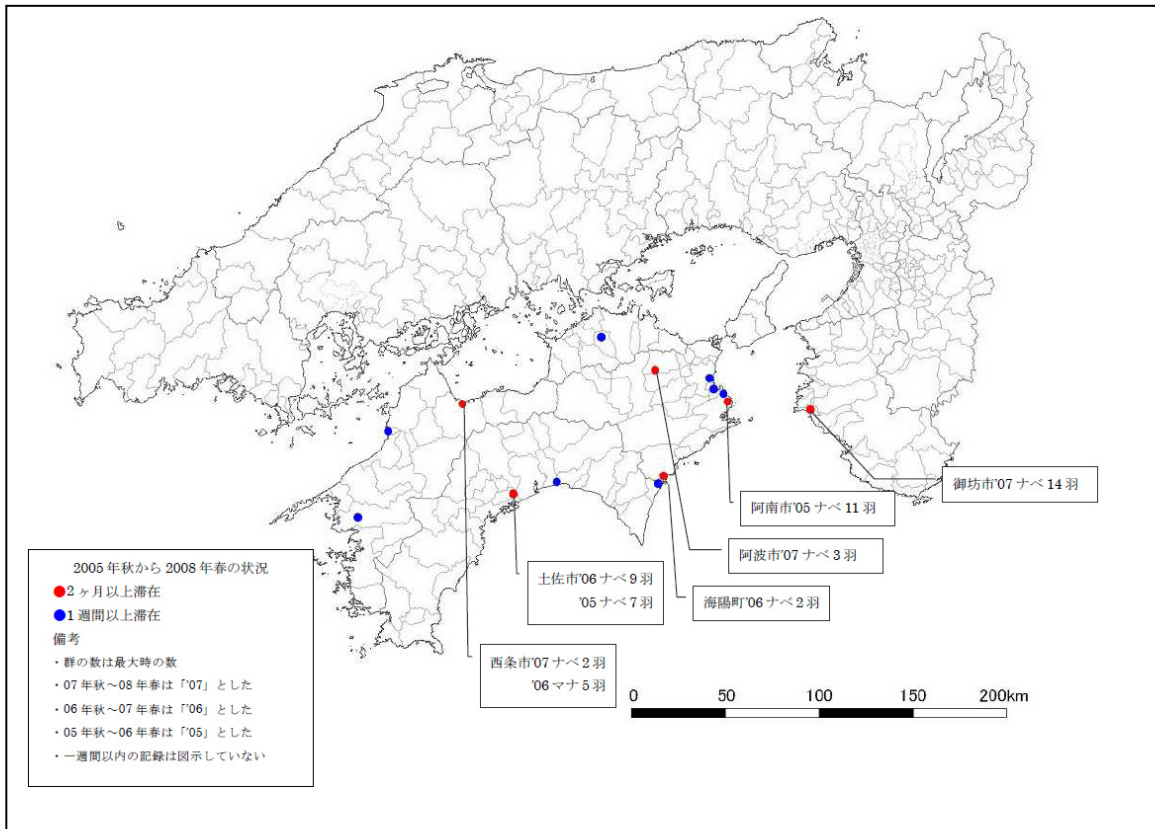 御坊市'07 ナベ 14 羽
阿南市'05 ナベ 11 羽
阿波市'07 ナベ 3 羽
海陽町'06 ナベ 2 羽
土佐市'06 ナベ 9 羽
'05 ナベ 7 羽
西条市'07 ナベ 2 羽
'06 マナ 5 羽
2005 年秋から 2008 年春の状況
●2ヶ月以上滞在
●1週間以上滞在
備考
・群の数は最大時の数
・07 年秋～08 年春は「'07」とした
・06 年秋～07 年春は「'06」とした
・05 年秋～06 年春は「'05」とした
・一週間以内の記録は図示していない
0 50 100 150 200km